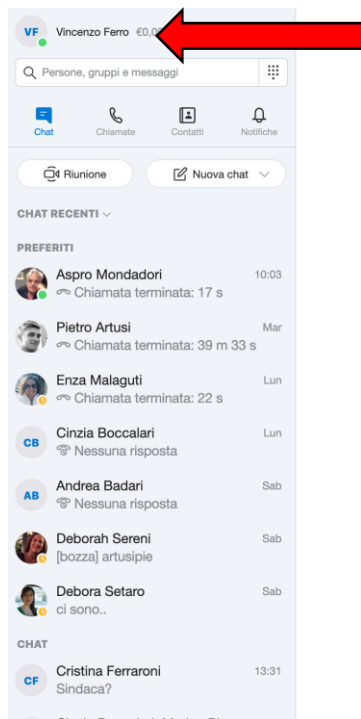 VF Vincenzo Ferro €0,0
Persone, gruppi e messaggi
Chat Chiamate Contatti Notifiche
Riunione Nuova chat
CHAT RECENTI
PREFERITI
Aspro Mondadori 10:03
Chiamata terminata: 17 s
Pietro Artusi Mar
Chiamata terminata: 39 m 33 s
Enza Malaguti Lun
Chiamata terminata: 22 s
CB Cinzia Boccalari Lun
Nessuna risposta
AB Andrea Badari Sab
Nessuna risposta
Deborah Sereni Sab
[bozza] artusipie
Debora Setaro Sab
ci sono..
CHAT
CF Cristina Ferraroni 13:31
Sindaca?